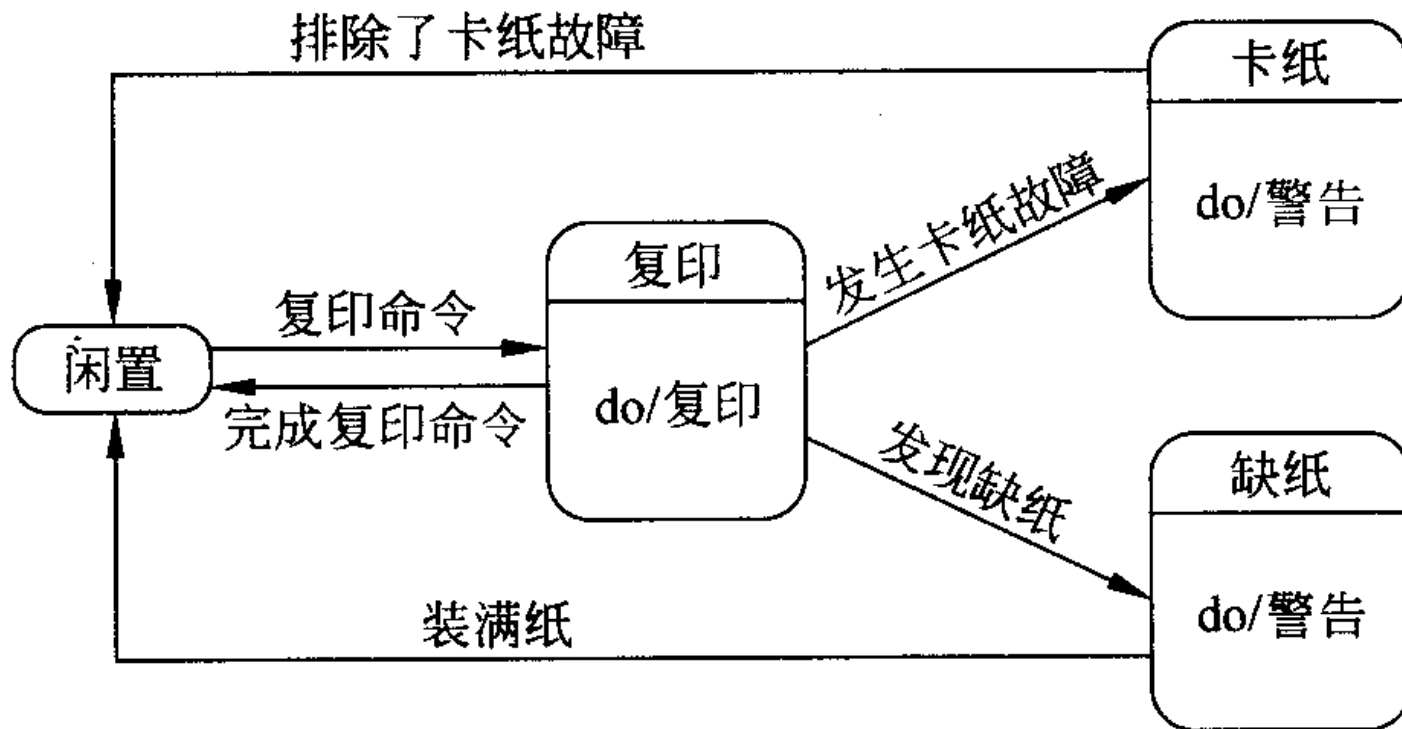 排除了卡纸故障
卡纸
do/警告
发生卡纸故障
复印
do/复印
复印命令
闲置
完成复印命令
发现缺纸
缺纸
do/警告
装满纸